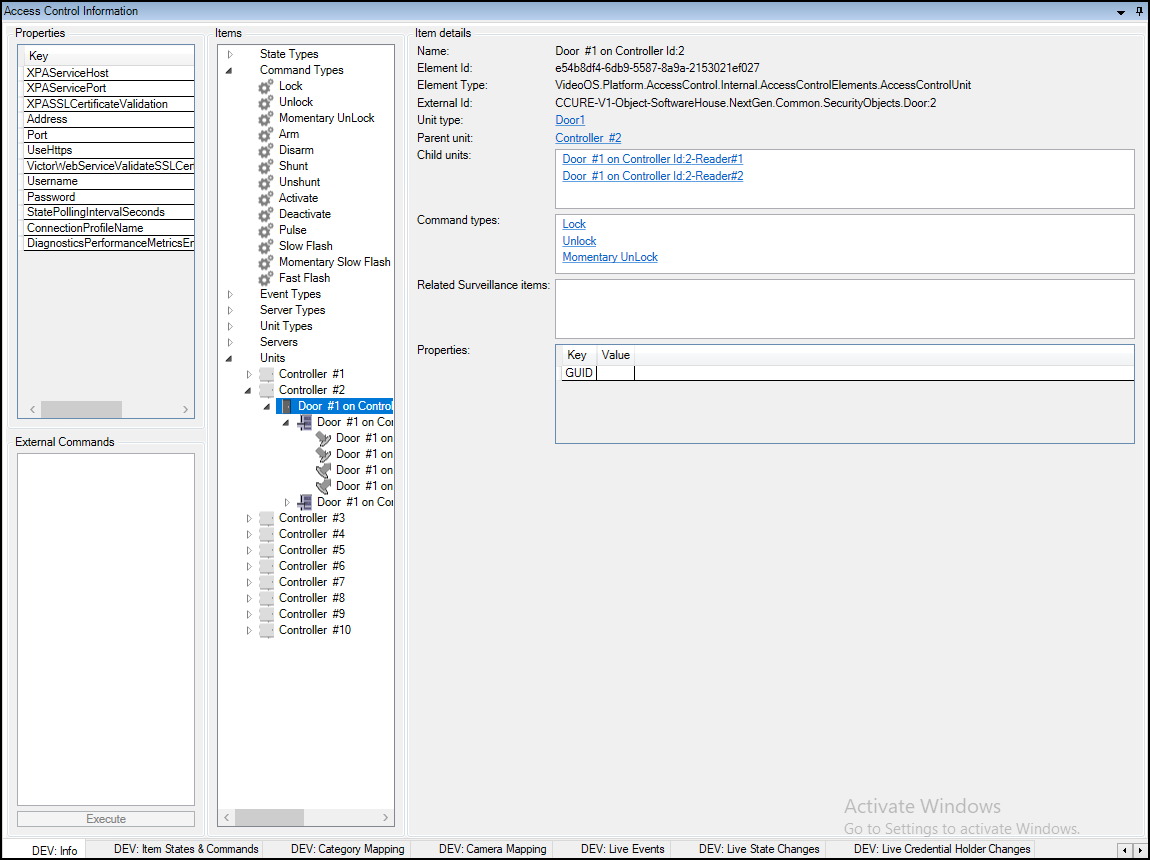 Access Control Information
Properties
Key
XPAServiceHost
XPAServicePort
XPASSLCertificateValidation
Address
Port
UseHttps
VictorWebServiceValidateSSLCer
Username
Password
StatePollingIntervalSeconds
ConnectionProfileName
DiagnosticsPerformanceMetricsEn
External Commands
Execute
Items
State Types
Command Types
Lock
Unlock
Momentary UnLock
Arm
Disarm
Shunt
Unshunt
Activate
Deactivate
Pulse
Slow Flash
Momentary Slow Flash
Fast Flash
Event Types
Server Types
Unit Types
Servers
Units
Controller #1
Controller #2
Door #1 on Control
Door #1 on Cor
Door #1 on
Door #1 on
Door #1 on
Door #1 on
Door #1 on Cor
Controller #3
Controller #4
Controller #5
Controller #6
Controller #7
Controller #8
Controller #9
Controller #10
Item details
Name: Door #1 on Controller Id:2
Element Id: e54b8df4-6db9-5587-8a9a-2153021ef027
Element Type: VideoOS.Platform.AccessControl.Internal.AccessControlElements.AccessControlUnit
External Id: CCURE-V1-Object-SoftwareHouse.NextGen.Common.SecurityObjects.Door:2
Unit type: Door1
Parent unit: Controller #2
Child units: Door #1 on Controller Id:2-Reader#1
Door #1 on Controller Id:2-Reader#2
Command types: Lock
Unlock
Momentary UnLock
Related Surveillance items:
Properties: Key Value
GUID
Activate Windows
Go to Settings to activate Windows.
DEV: Info DEV: Item States & Commands DEV: Category Mapping DEV: Camera Mapping DEV: Live Events DEV: Live State Changes DEV: Live Credential Holder Changes